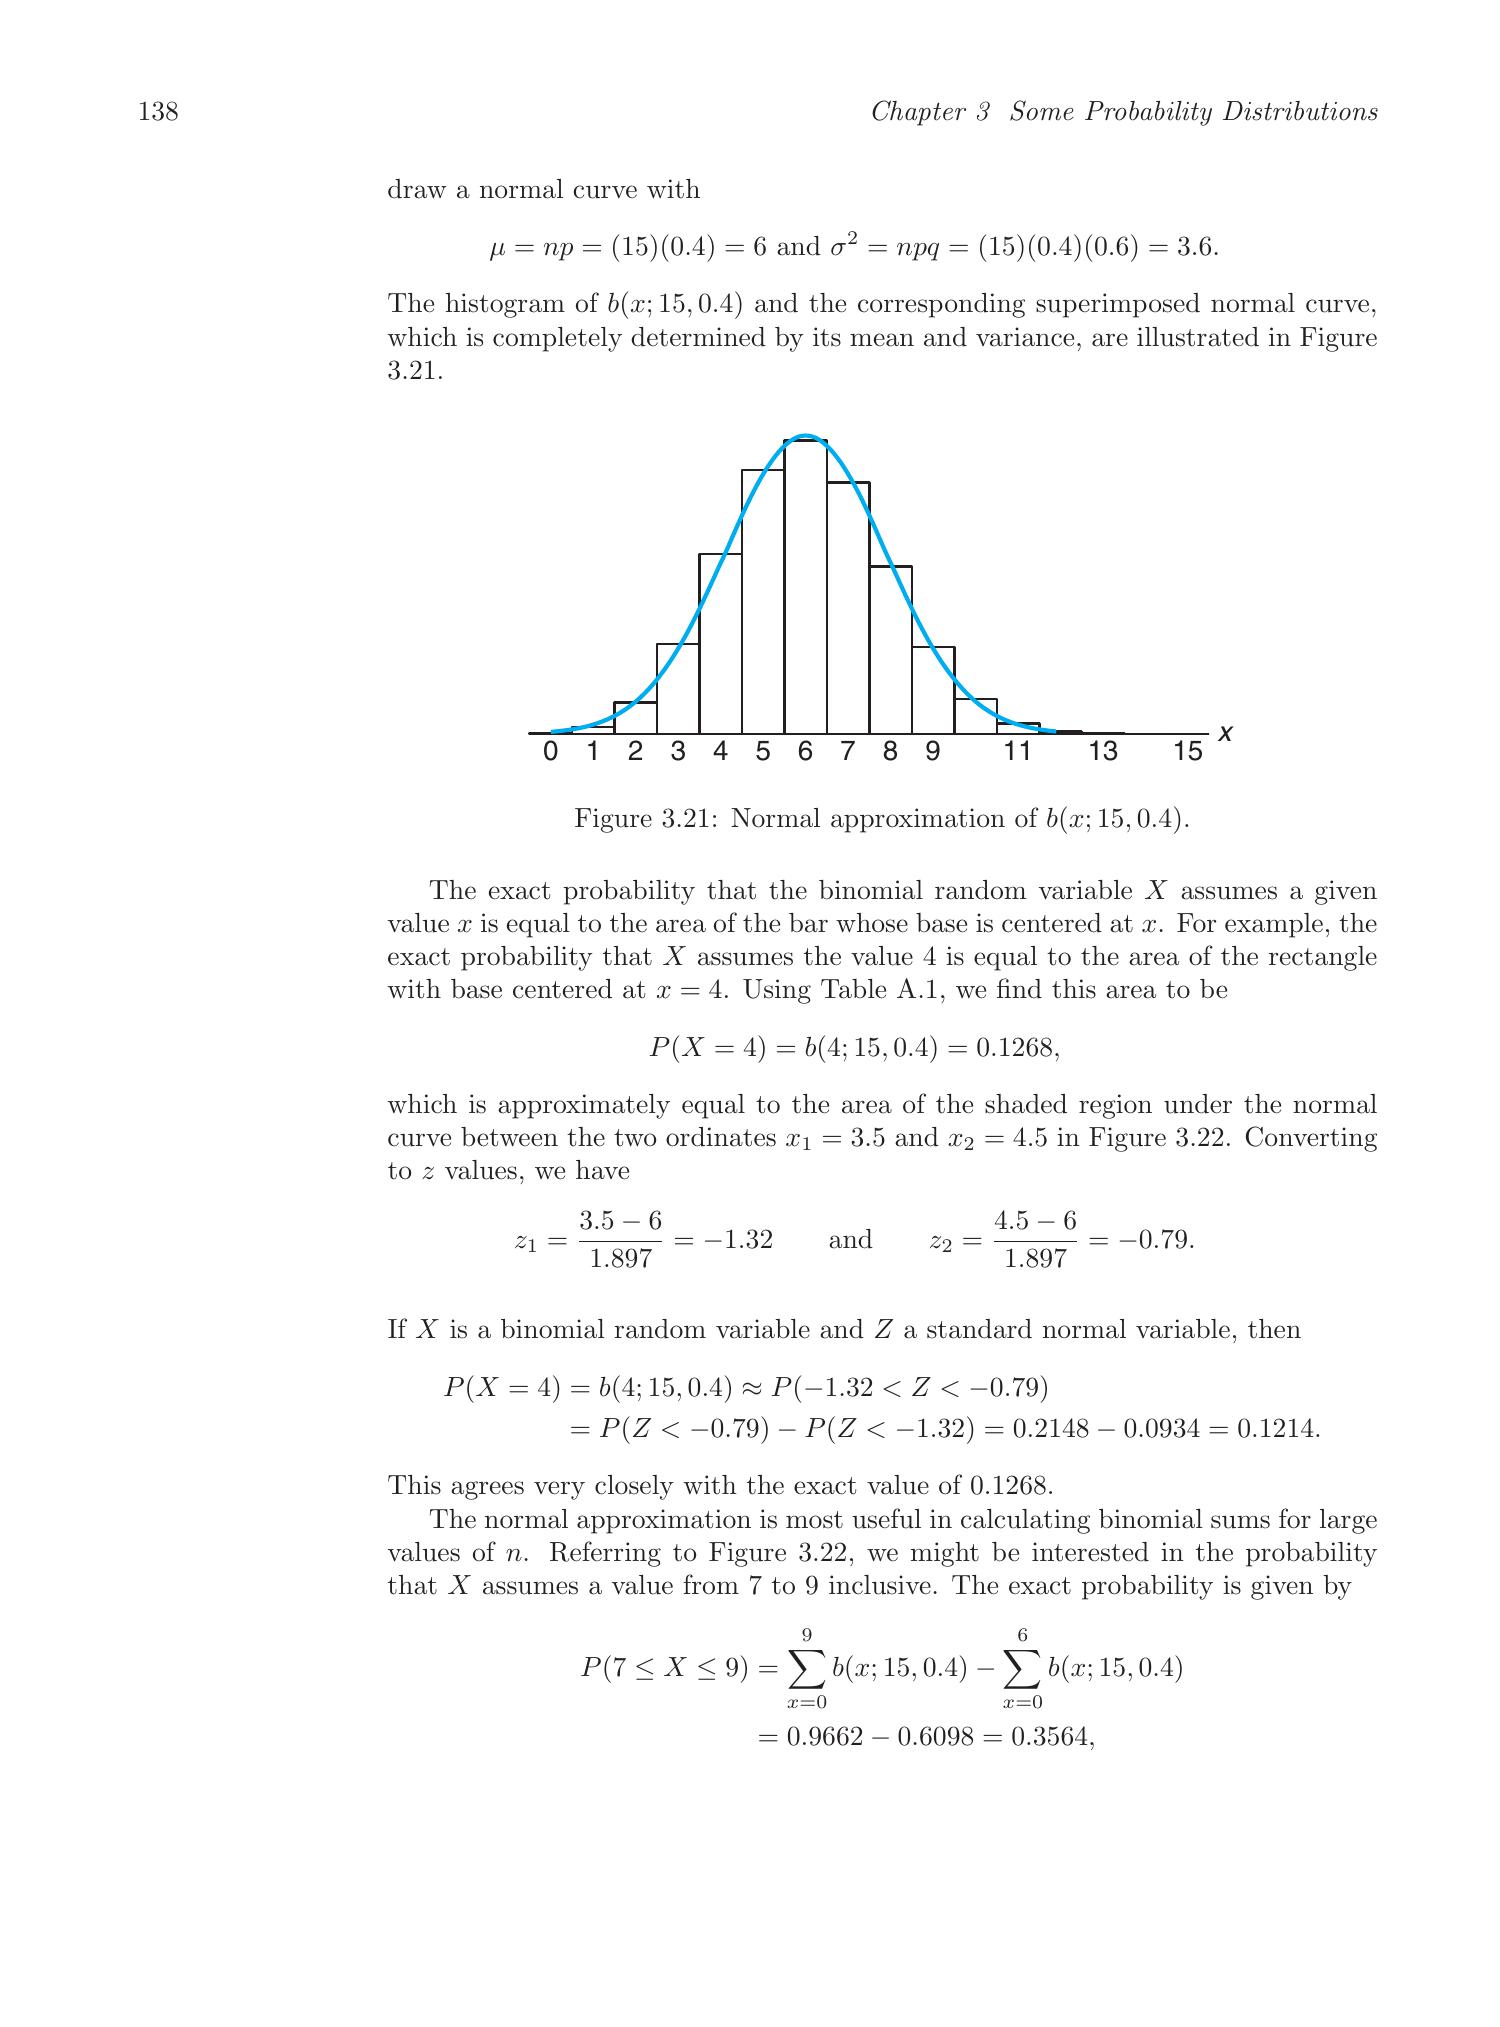 138 Chapter 3 Some Probability Distributions
draw a normal curve with
μ = np = (15)(0.4) = 6 and σ² = npq = (15)(0.4)(0.6) = 3.6.
The histogram of b(x; 15, 0.4) and the corresponding superimposed normal curve,
which is completely determined by its mean and variance, are illustrated in Figure
3.21.
0 1 2 3 4 5 6 7 8 9 11 13 15 x
Figure 3.21: Normal approximation of b(x; 15, 0.4).
The exact probability that the binomial random variable X assumes a given
value x is equal to the area of the bar whose base is centered at x. For example, the
exact probability that X assumes the value 4 is equal to the area of the rectangle
with base centered at x = 4. Using Table A.1, we find this area to be
P(X = 4) = b(4; 15, 0.4) = 0.1268,
which is approximately equal to the area of the shaded region under the normal
curve between the two ordinates x₁ = 3.5 and x₂ = 4.5 in Figure 3.22. Converting
to z values, we have
z₁ = (3.5 − 6)/1.897 = −1.32 and z₂ = (4.5 − 6)/1.897 = −0.79.
If X is a binomial random variable and Z a standard normal variable, then
P(X = 4) = b(4; 15, 0.4) ≈ P(−1.32 < Z < −0.79)
= P(Z < −0.79) − P(Z < −1.32) = 0.2148 − 0.0934 = 0.1214.
This agrees very closely with the exact value of 0.1268.
The normal approximation is most useful in calculating binomial sums for large
values of n. Referring to Figure 3.22, we might be interested in the probability
that X assumes a value from 7 to 9 inclusive. The exact probability is given by
P(7 ≤ X ≤ 9) = ∑_{x=0}^{9} b(x; 15, 0.4) − ∑_{x=0}^{6} b(x; 15, 0.4)
= 0.9662 − 0.6098 = 0.3564,